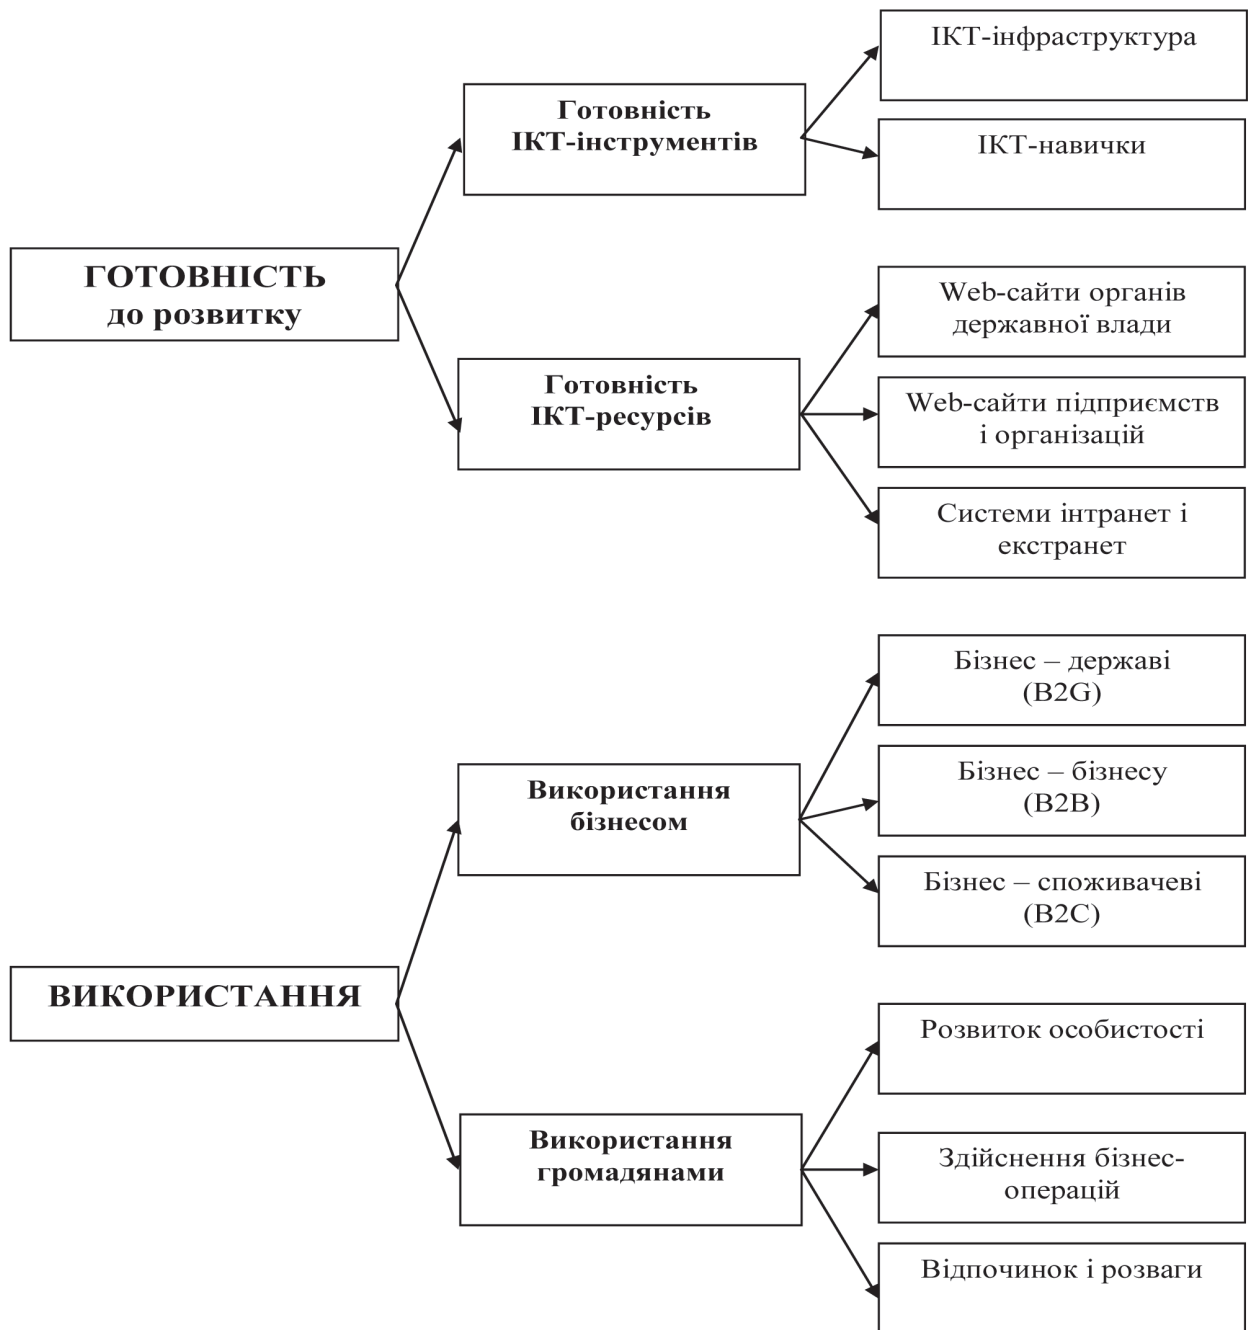 ІКТ-інфраструктура
Готовність
ІКТ-інструментів
ІКТ-навички
ГОТОВНІСТЬ
до розвитку
Web-сайти органів
державної влади
Готовність
ІКТ-ресурсів
Web-сайти підприємств
і організацій
Системи інтранет і
екстранет
Бізнес – державі
(B2G)
Використання
бізнесом
Бізнес – бізнесу
(B2B)
Бізнес – споживачеві
(B2C)
ВИКОРИСТАННЯ
Розвиток особистості
Використання
громадянами
Здійснення бізнес-
операцій
Відпочинок і розваги